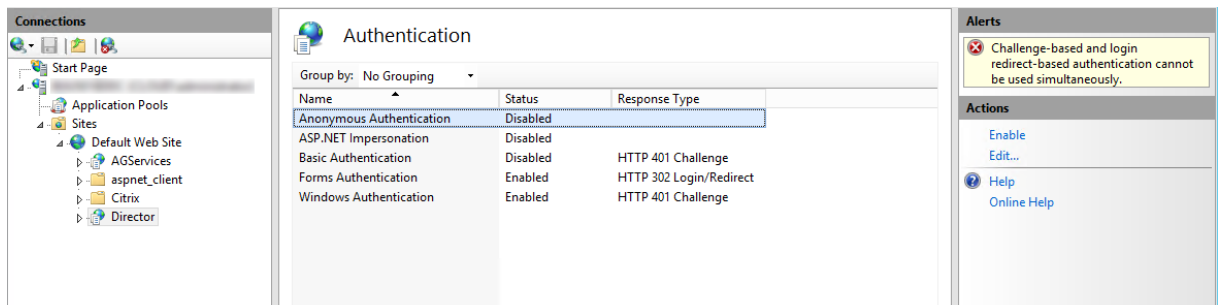 Connections
Start Page
Application Pools
Sites
Default Web Site
AGServices
aspnet_client
Citrix
Director
Authentication
Group by: No Grouping
Name Status Response Type
Anonymous Authentication Disabled
ASP.NET Impersonation Disabled
Basic Authentication Disabled HTTP 401 Challenge
Forms Authentication Enabled HTTP 302 Login/Redirect
Windows Authentication Enabled HTTP 401 Challenge
Alerts
Challenge-based and login
redirect-based authentication cannot
be used simultaneously.
Actions
Enable
Edit...
Help
Online Help